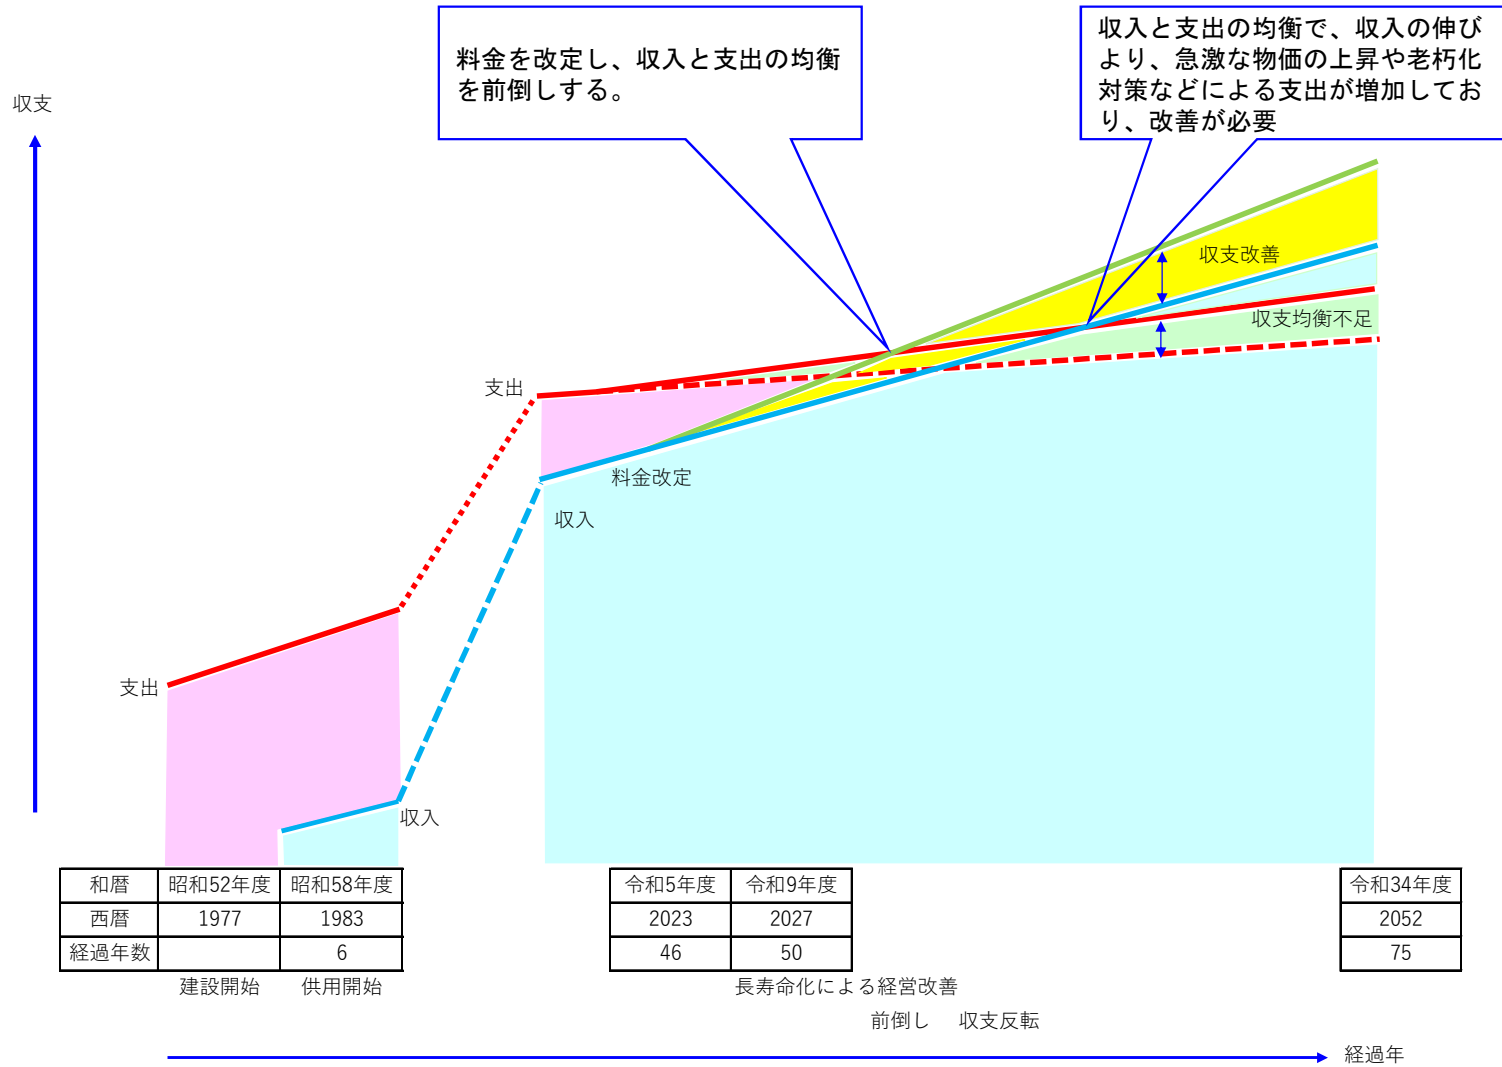 料金を改定し、収入と支出の均衡
を前倒しする。
収入と支出の均衡で、収入の伸び
より、急激な物価の上昇や老朽化
対策などによる支出が増加してお
り、改善が必要
収支
収支改善
収支均衡不足
支出
料金改定
収入
支出
収入
和暦 昭和52年度 昭和58年度 令和5年度 令和9年度 令和34年度
西暦 1977 1983 2023 2027 2052
経過年数 6 46 50 75
建設開始 供用開始 長寿命化による経営改善
前倒し 収支反転
経過年